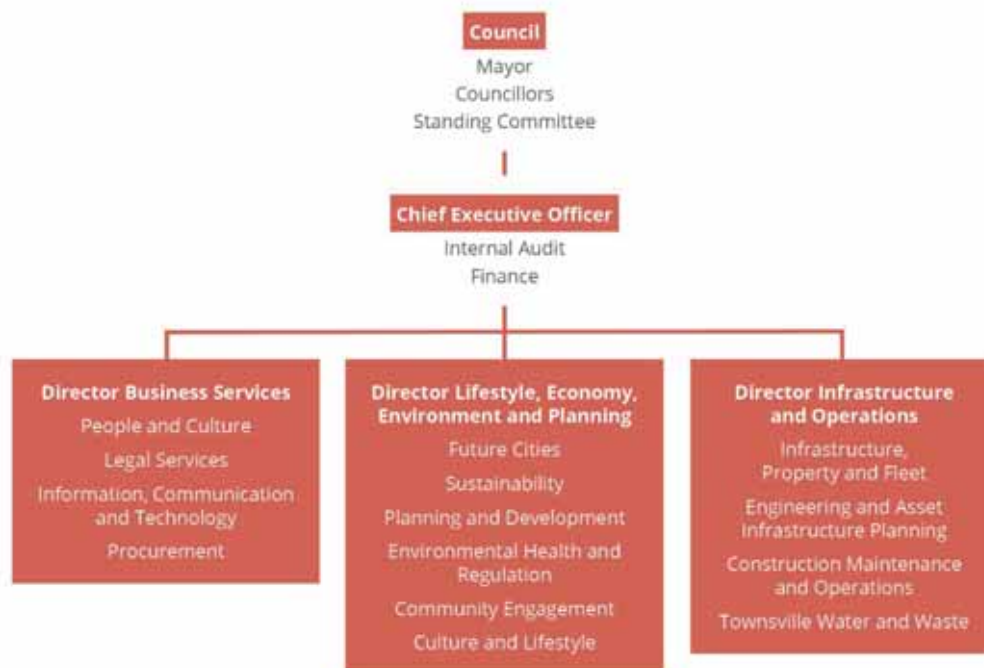 Council
Mayor
Councillors
Standing Committee
Chief Executive Officer
Internal Audit
Finance
Director Business Services
People and Culture
Legal Services
Information, Communication
and Technology
Procurement
Director Lifestyle, Economy,
Environment and Planning
Future Cities
Sustainability
Planning and Development
Environmental Health and
Regulation
Community Engagement
Culture and Lifestyle
Director Infrastructure
and Operations
Infrastructure,
Property and Fleet
Engineering and Asset
Infrastructure Planning
Construction Maintenance
and Operations
Townsville Water and Waste